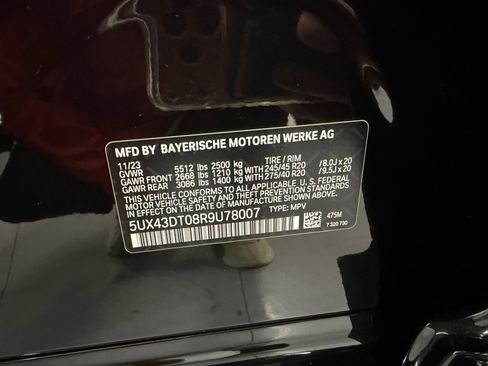 MFD BY BAYERISCHE MOTOREN WERKE AG
11/23 TIRE / RIM
GVWR 5512 lbs 2500 kg
GAWR FRONT 2668 lbs 1210 kg WITH 245/45 R20 /8.0J x 20
GAWR REAR 3086 lbs 1400 kg WITH 275/40 R20 /9.5J x 20
THIS VEHICLE CONFORMS TO ALL APPLICABLE U.S. FEDERAL
MOTOR VEHICLE SAFETY STANDARDS IN EFFECT ON THE
DATE OF MANUFACTURE SHOWN ABOVE.
5UX43DT08R9U78007 TYPE: MPV
475M
7 320 730